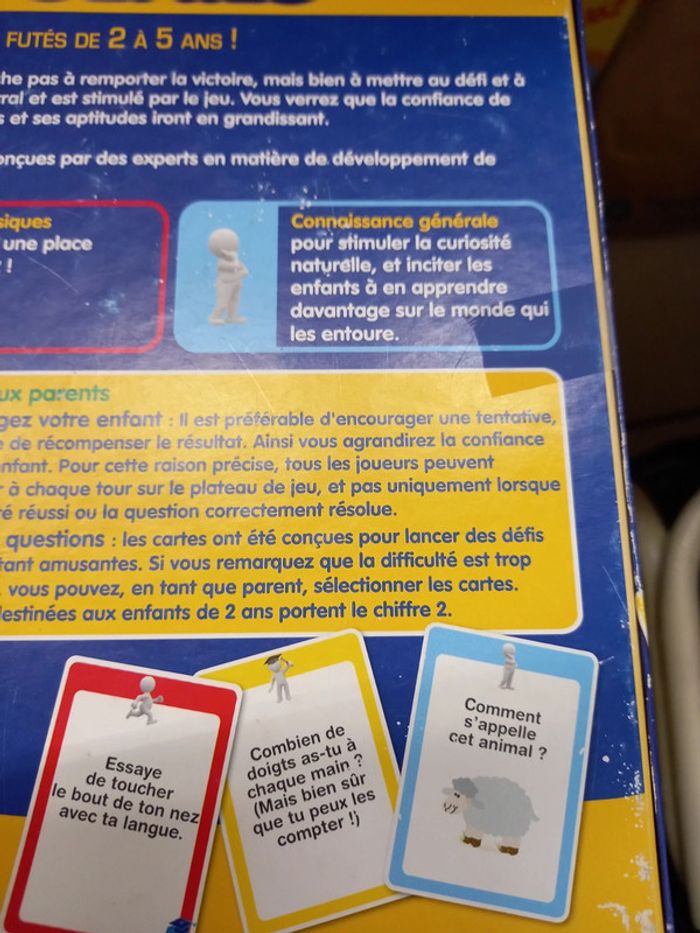 FUTÉS DE 2 À 5 ANS !
che pas à remporter la victoire, mais bien à mettre au défi et à
rral et est stimulé par le jeu. Vous verrez que la confiance de
s et ses aptitudes iront en grandissant.
onçues par des experts en matière de développement de
siques
une place
!
Connaissance générale
pour stimuler la curiosité
naturelle, et inciter les
enfants à en apprendre
davantage sur le monde qui
les entoure.
ux parents
gez votre enfant : Il est préférable d'encourager une tentative,
e de récompenser le résultat. Ainsi vous agrandirez la confiance
nfant. Pour cette raison précise, tous les joueurs peuvent
r à chaque tour sur le plateau de jeu, et pas uniquement lorsque
té réussi ou la question correctement résolue.
questions : les cartes ont été conçues pour lancer des défis
tant amusantes. Si vous remarquez que la difficulté est trop
, vous pouvez, en tant que parent, sélectionner les cartes.
destinées aux enfants de 2 ans portent le chiffre 2.
Essaye
de toucher
le bout de ton nez
avec ta langue.
Combien de
doigts as-tu à
chaque main ?
(Mais bien sûr
que tu peux les
compter !)
Comment
s'appelle
cet animal ?